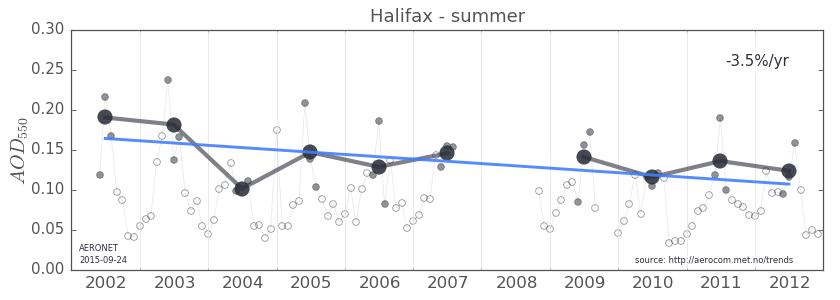 Halifax - summer
-3.5%/yr
0.30
0.25
0.20
0.15
0.10
0.05
0.00
AOD550
AERONET
2015-09-24
source: http://aerocom.met.no/trends
2002 2003 2004 2005 2006 2007 2008 2009 2010 2011 2012